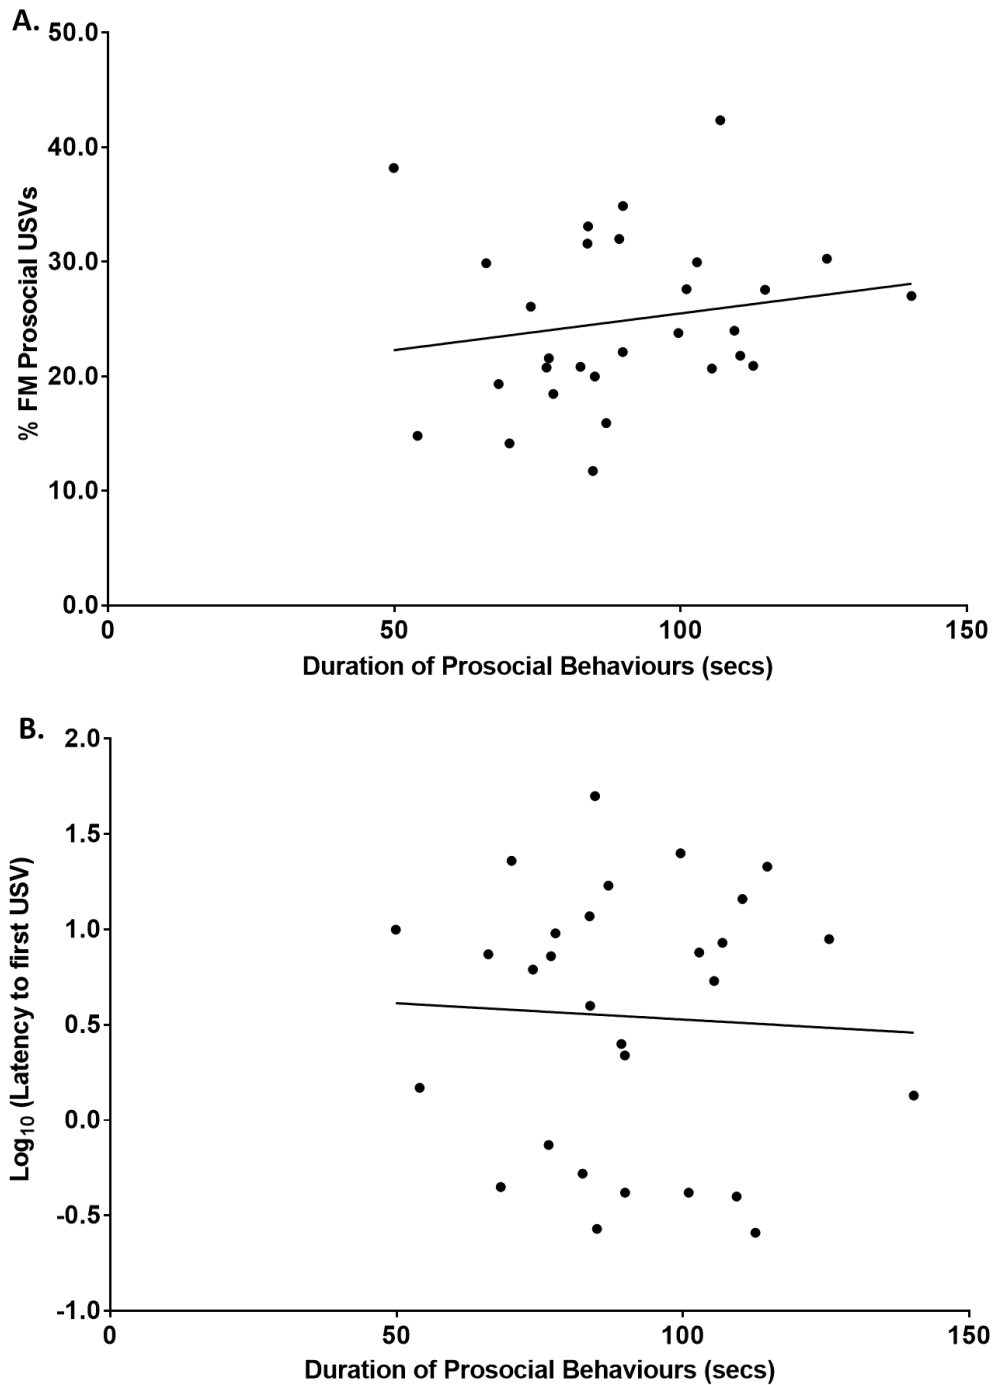 A.
50.0
40.0
30.0
20.0
10.0
0.0
% FM Prosocial USVs
0 50 100 150
Duration of Prosocial Behaviours (secs)
B.
2.0
1.5
1.0
0.5
0.0
-0.5
-1.0
Log₁₀ (Latency to first USV)
0 50 100 150
Duration of Prosocial Behaviours (secs)